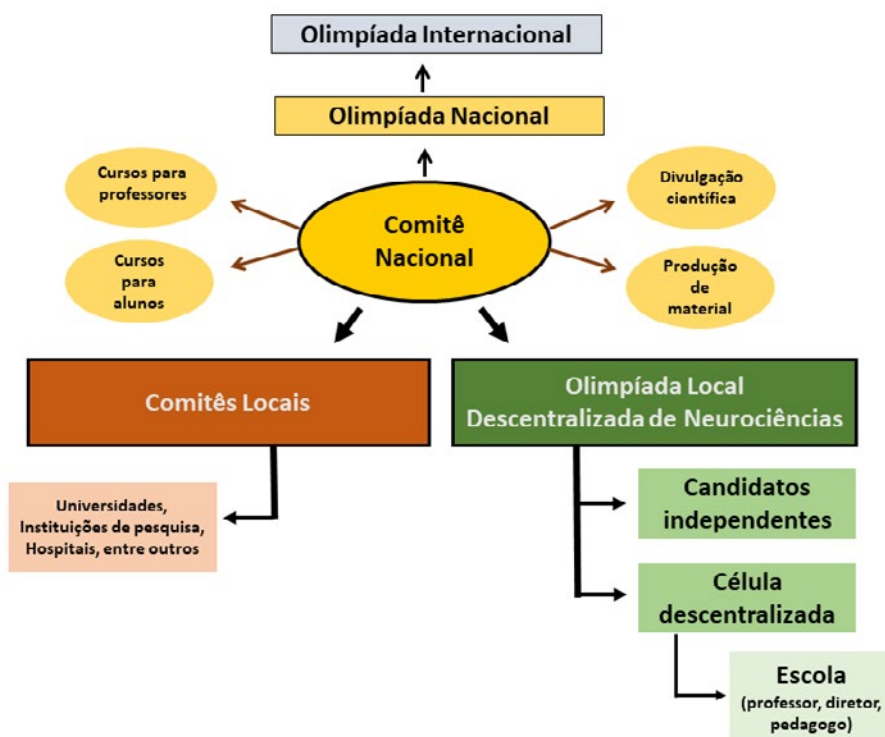 Olimpíada Internacional
Olimpíada Nacional
Cursos para
professores
Divulgação
científica
Comitê
Nacional
Cursos
para
alunos
Produção
de
material
Comitês Locais
Olimpíada Local
Descentralizada de Neurociências
Universidades,
Instituições de pesquisa,
Hospitais, entre outros
Candidatos
independentes
Célula
descentralizada
Escola
(professor, diretor,
pedagogo)